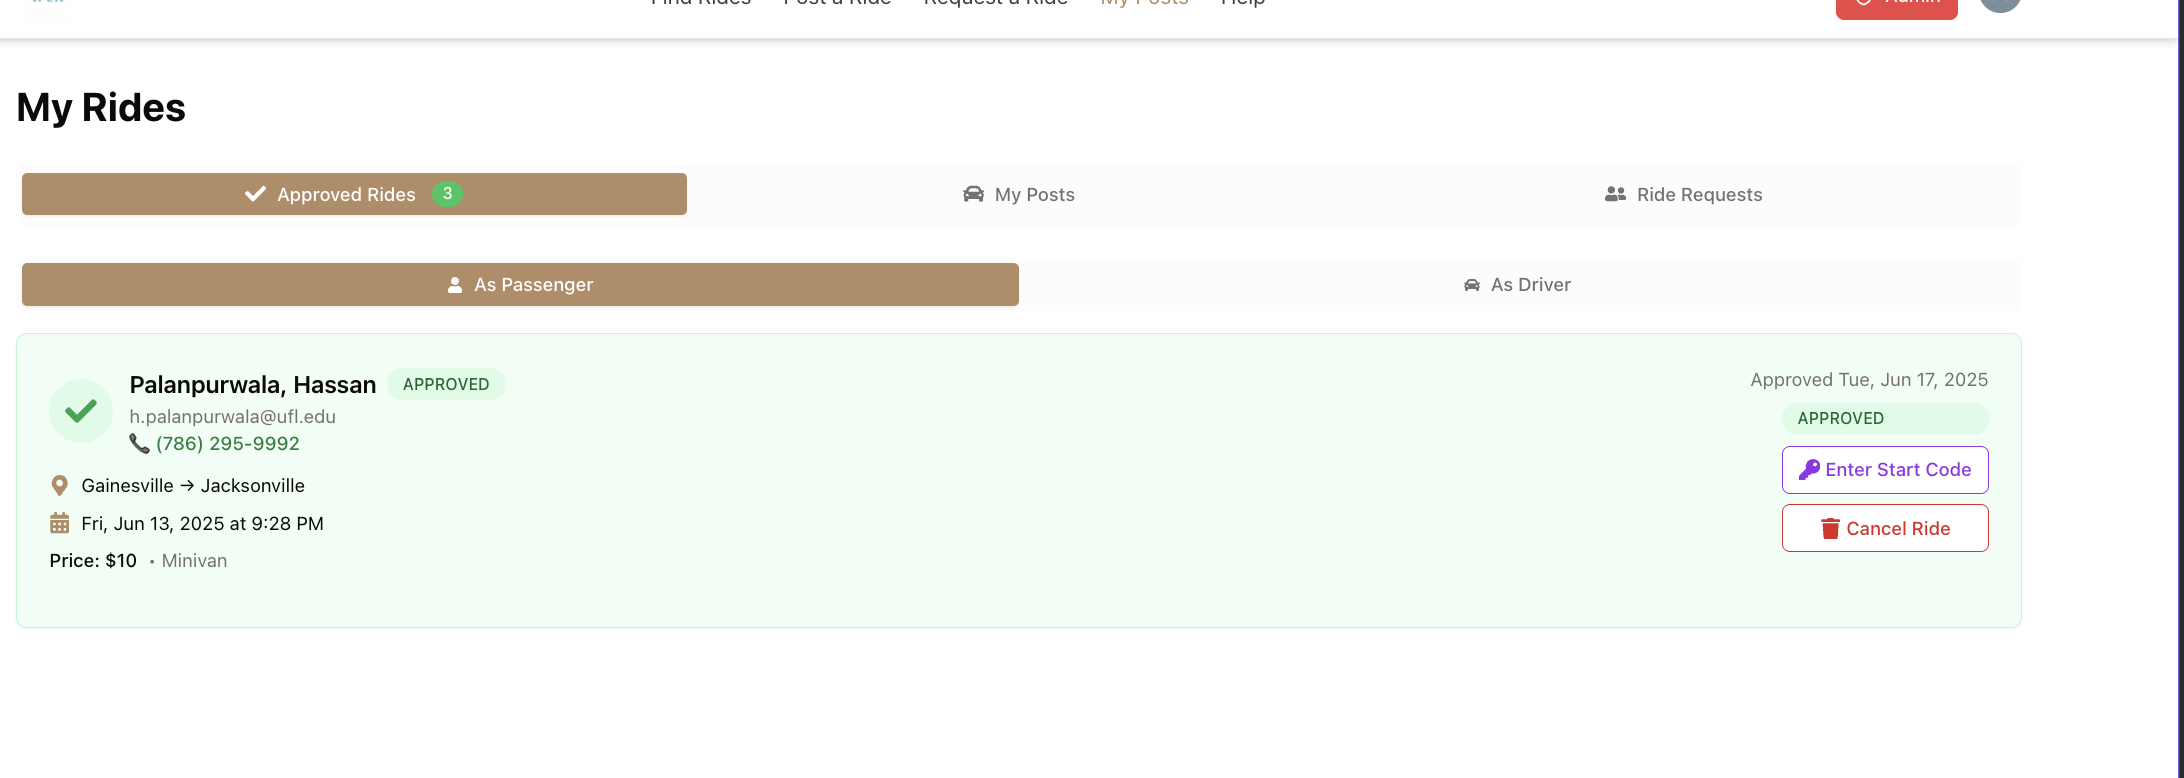 Find Rides Post a Ride Request a Ride My Posts Help Admin
My Rides
Approved Rides 3 My Posts Ride Requests
As Passenger As Driver
Palanpurwala, Hassan APPROVED
h.palanpurwala@ufl.edu
(786) 295-9992
Gainesville → Jacksonville
Fri, Jun 13, 2025 at 9:28 PM
Price: $10 • Minivan
Approved Tue, Jun 17, 2025
APPROVED
Enter Start Code
Cancel Ride